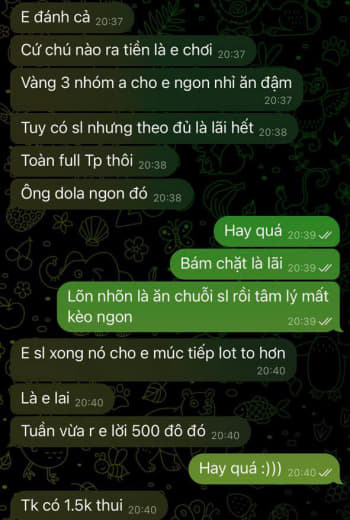 E đánh cả 20:37
Cứ chú nào ra tiền là e chơi 20:37
Vàng 3 nhóm a cho e ngon nhỉ ăn đậm
20:37
Tuy có sl nhưng theo đủ là lãi hết 20:38
Toàn full Tp thôi 20:38
Ông dola ngon đó 20:38
Hay quá 20:39
Bám chặt là lãi 20:39
Lõn nhõn là ăn chuỗi sl rồi tâm lý mất
kèo ngon
20:39
E sl xong nó cho e múc tiếp lot to hơn
20:40
Là e lai 20:40
Tuần vừa r e lời 500 đô đó 20:40
Hay quá :))) 20:40
Tk có 1.5k thui 20:40